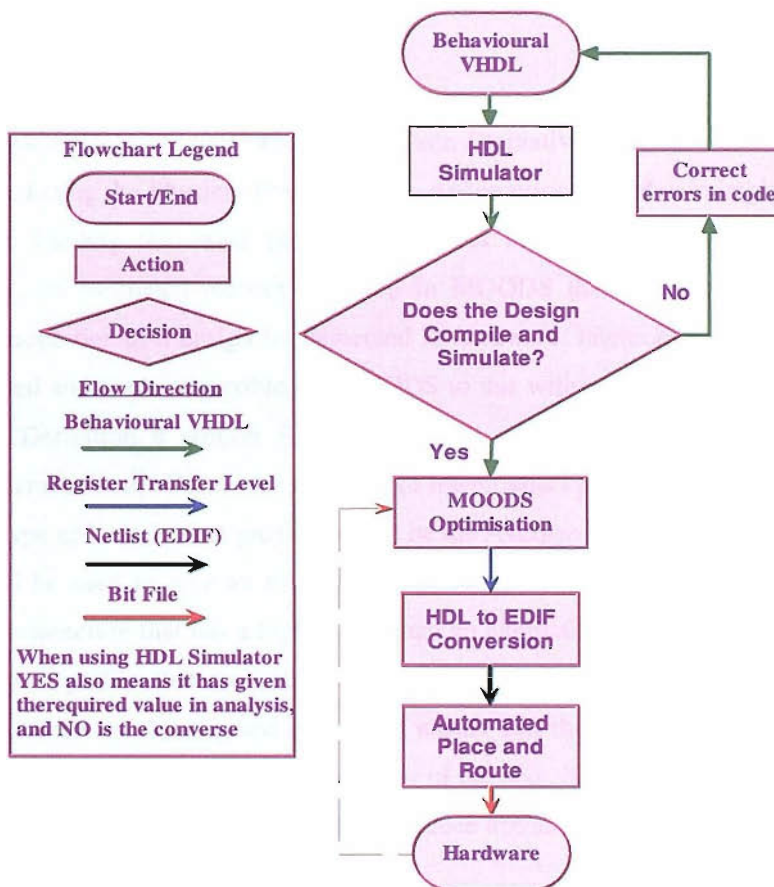 Behavioural
VHDL
HDL
Simulator
Correct
errors in code
No
Does the Design
Compile and
Simulate?
Yes
MOODS
Optimisation
HDL to EDIF
Conversion
Automated
Place and
Route
Hardware
Flowchart Legend
Start/End
Action
Decision
Flow Direction
Behavioural VHDL
Register Transfer Level
Netlist (EDIF)
Bit File
When using HDL Simulator
YES also means it has given
therequired value in analysis,
and NO is the converse